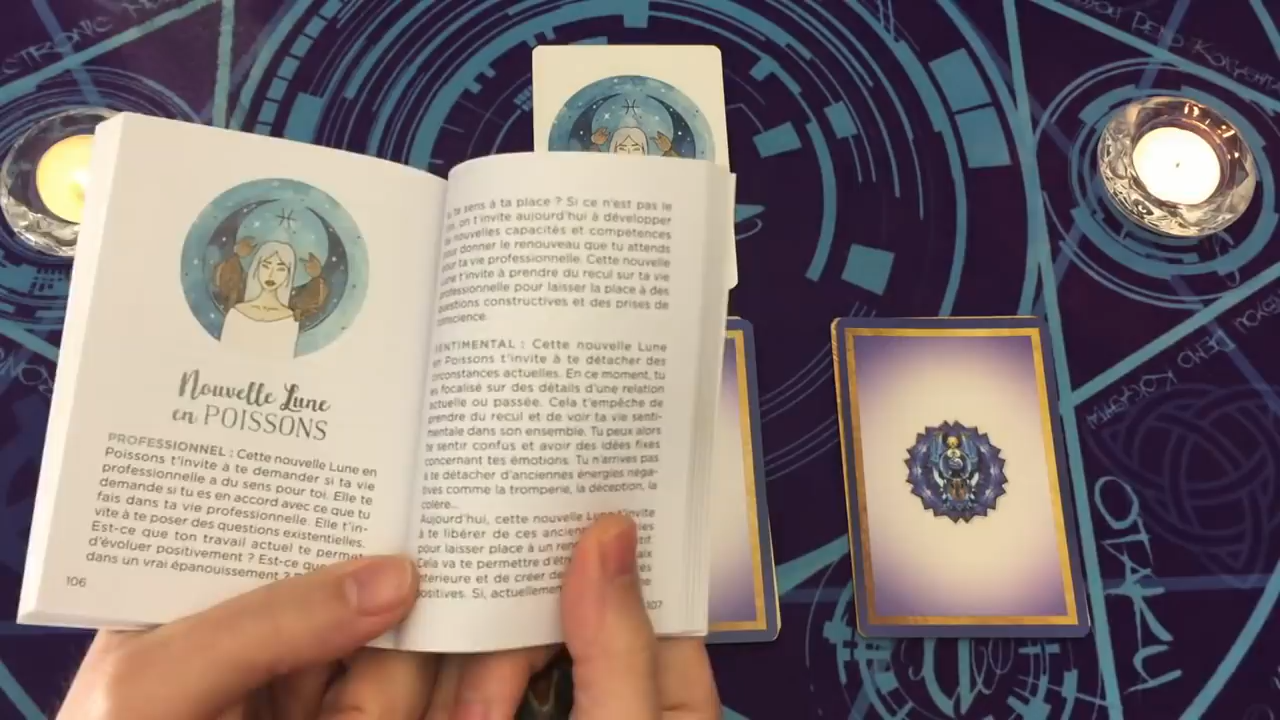 Nouvelle Lune
en POISSONS
PROFESSIONNEL : Cette nouvelle Lune en
Poissons t'invite à te demander si ta vie
professionnelle a du sens pour toi. Elle te
demande si tu es en accord avec ce que tu
fais dans ta vie professionnelle. Elle t'in-
vite à te poser des questions existentielles.
Est-ce que ton travail actuel te permet
d'évoluer positivement ? Est-ce que
dans un vrai épanouissement ?
106
te sens à ta place ? Si ce n'est pas le
on t'invite aujourd'hui à développer
de nouvelles capacités et compétences
pour donner le renouveau que tu attends
pour ta vie professionnelle. Cette nouvelle
Lune t'invite à prendre du recul sur ta vie
professionnelle pour laisser la place à des
questions constructives et des prises de
conscience.
SENTIMENTAL : Cette nouvelle Lune
en Poissons t'invite à te détacher des
circonstances actuelles. En ce moment, tu
es focalisé sur des détails d'une relation
actuelle ou passée. Cela t'empêche de
prendre du recul et de voir ta vie senti-
mentale dans son ensemble. Tu peux alors
te sentir confus et avoir des idées fixes
concernant tes émotions. Tu n'arrives pas
à te détacher d'anciennes énergies néga-
tives comme la tromperie, la déception, la
colère...
Aujourd'hui, cette nouvelle Lune t'invite
à te libérer de ces
pour laisser place à un
Cela va te permettre
intérieure et de créer
positives. Si, actuellement
107
OTAKU